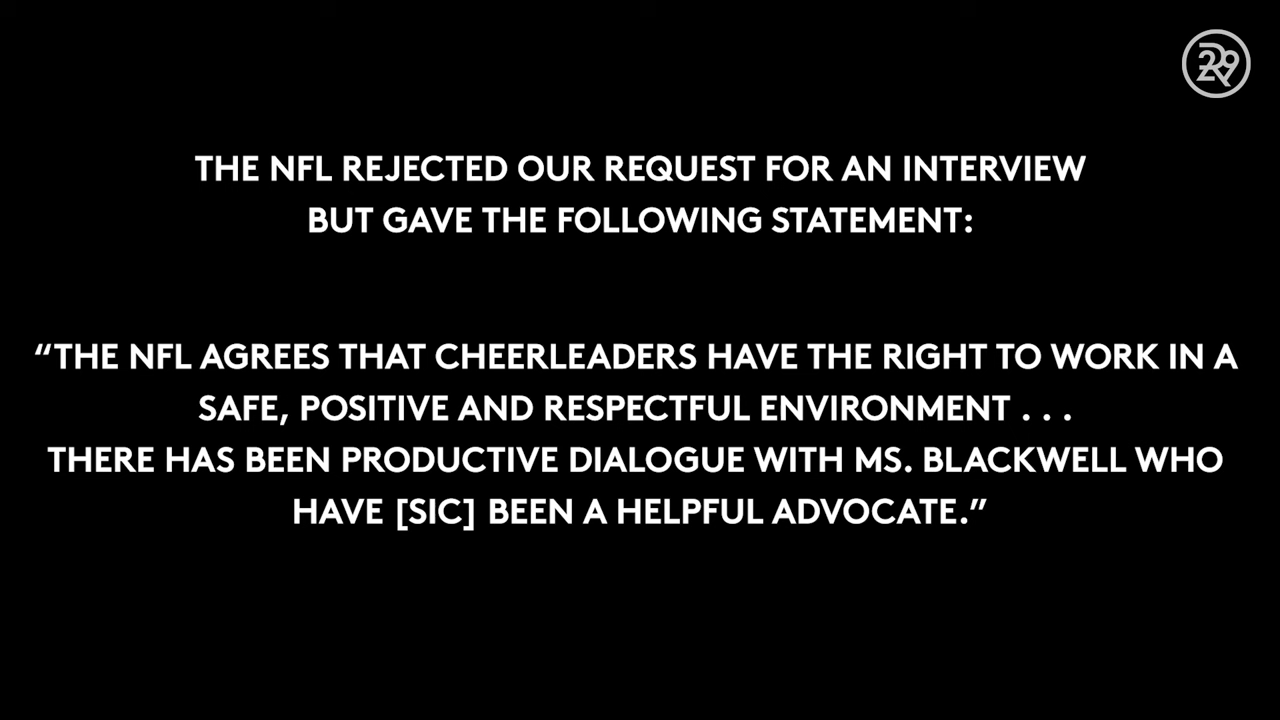 R29
THE NFL REJECTED OUR REQUEST FOR AN INTERVIEW
BUT GAVE THE FOLLOWING STATEMENT:
“THE NFL AGREES THAT CHEERLEADERS HAVE THE RIGHT TO WORK IN A
SAFE, POSITIVE AND RESPECTFUL ENVIRONMENT . . .
THERE HAS BEEN PRODUCTIVE DIALOGUE WITH MS. BLACKWELL WHO
HAVE [SIC] BEEN A HELPFUL ADVOCATE.”